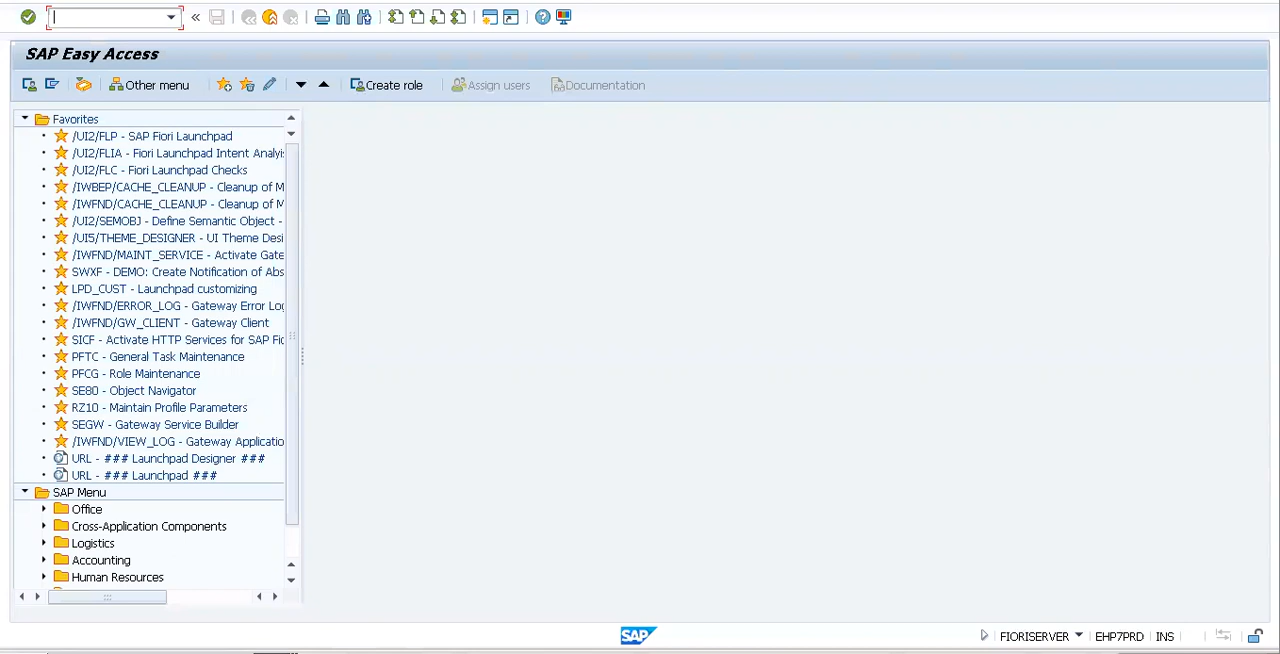 SAP Easy Access
Other menu Create role Assign users Documentation
Favorites
/UI2/FLP - SAP Fiori Launchpad
/UI2/FLIA - Fiori Launchpad Intent Analyi
/UI2/FLC - Fiori Launchpad Checks
/IWBEP/CACHE_CLEANUP - Cleanup of M
/IWFND/CACHE_CLEANUP - Cleanup of M
/UI2/SEMOBJ - Define Semantic Object -
/UI5/THEME_DESIGNER - UI Theme Desi
/IWFND/MAINT_SERVICE - Activate Gate
SWXF - DEMO: Create Notification of Abs
LPD_CUST - Launchpad customizing
/IWFND/ERROR_LOG - Gateway Error Log
/IWFND/GW_CLIENT - Gateway Client
SICF - Activate HTTP Services for SAP Fio
PFTC - General Task Maintenance
PFCG - Role Maintenance
SE80 - Object Navigator
RZ10 - Maintain Profile Parameters
SEGW - Gateway Service Builder
/IWFND/VIEW_LOG - Gateway Applicatio
URL - ### Launchpad Designer ###
URL - ### Launchpad ###
SAP Menu
Office
Cross-Application Components
Logistics
Accounting
Human Resources
SAP FIORISERVER EHP7PRD INS